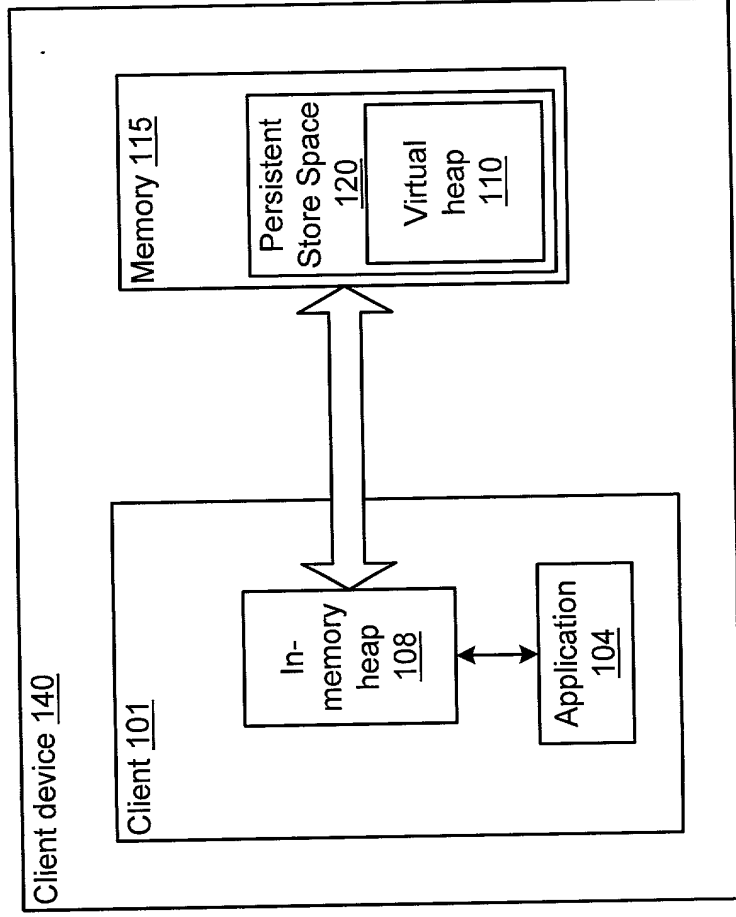 Client device 140
Client 101
In-
memory
heap
108
Application
104
Memory 115
Persistent
Store Space
120
Virtual
heap
110